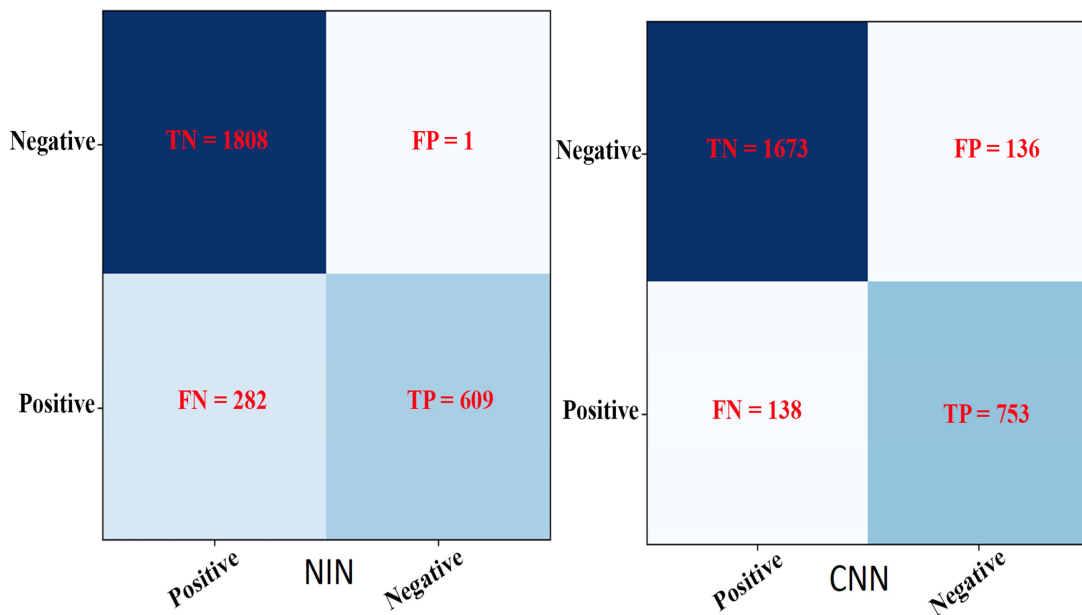 Negative
TN = 1808
FP = 1
Positive
FN = 282
TP = 609
Positive
NIN
Negative
Negative
TN = 1673
FP = 136
Positive
FN = 138
TP = 753
Positive
CNN
Negative